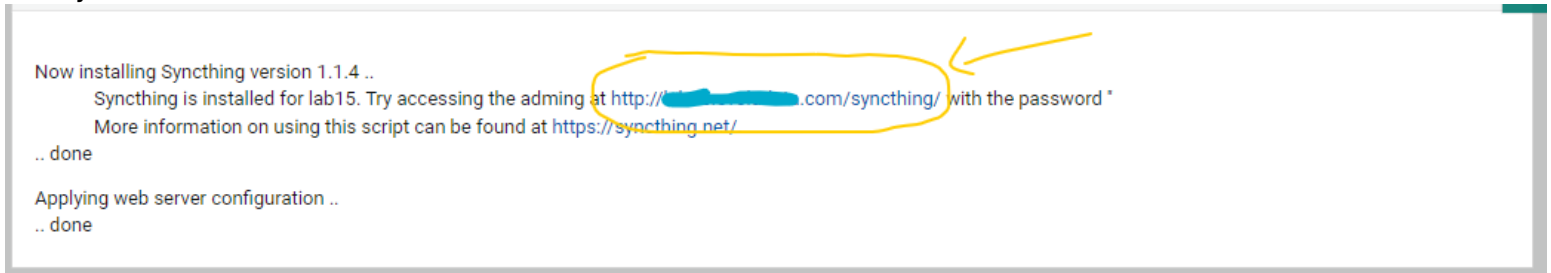 Now installing Syncthing version 1.1.4 ..
Syncthing is installed for lab15. Try accessing the adming at http:// .com/syncthing/ with the password "
More information on using this script can be found at https://syncthing.net/
.. done
Applying web server configuration ..
.. done